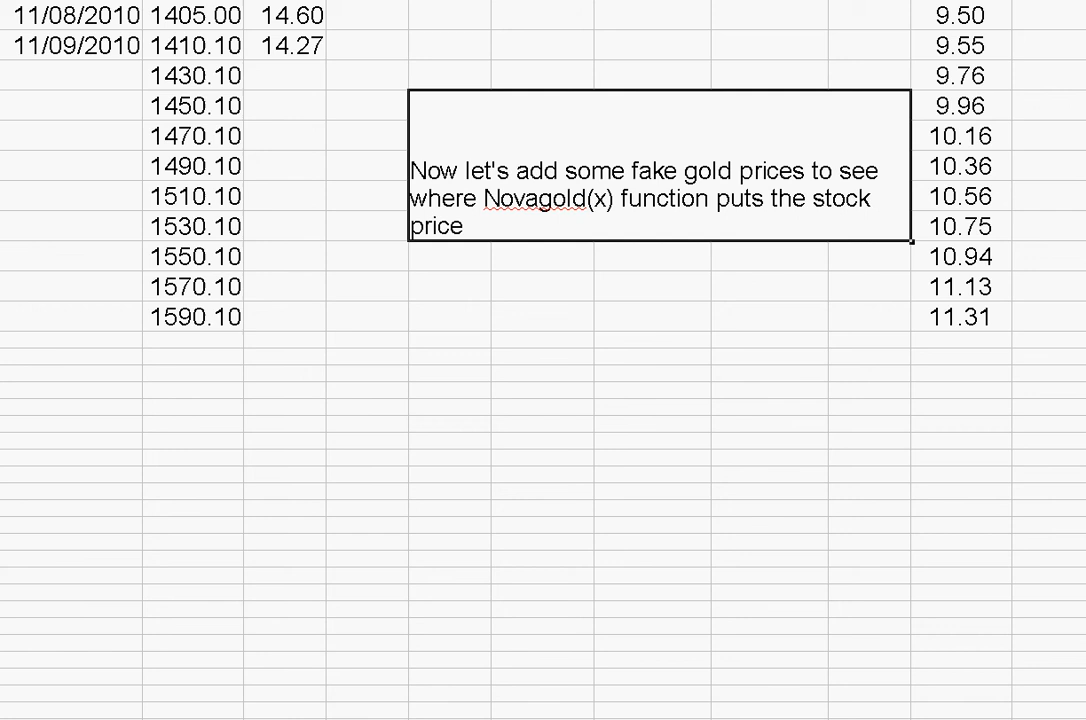 11/08/2010 1405.00 14.60 9.50
11/09/2010 1410.10 14.27 9.55
1430.10 9.76
1450.10 9.96
1470.10 10.16
1490.10 10.36
1510.10 10.56
1530.10 10.75
1550.10 10.94
1570.10 11.13
1590.10 11.31
Now let's add some fake gold prices to see
where Novagold(x) function puts the stock
price